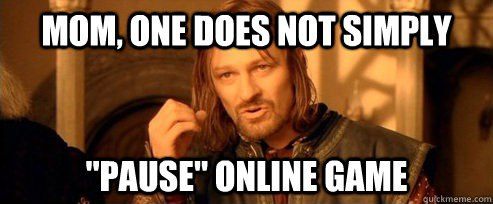 MOM, ONE DOES NOT SIMPLY
"PAUSE" ONLINE GAME
quickmeme.com